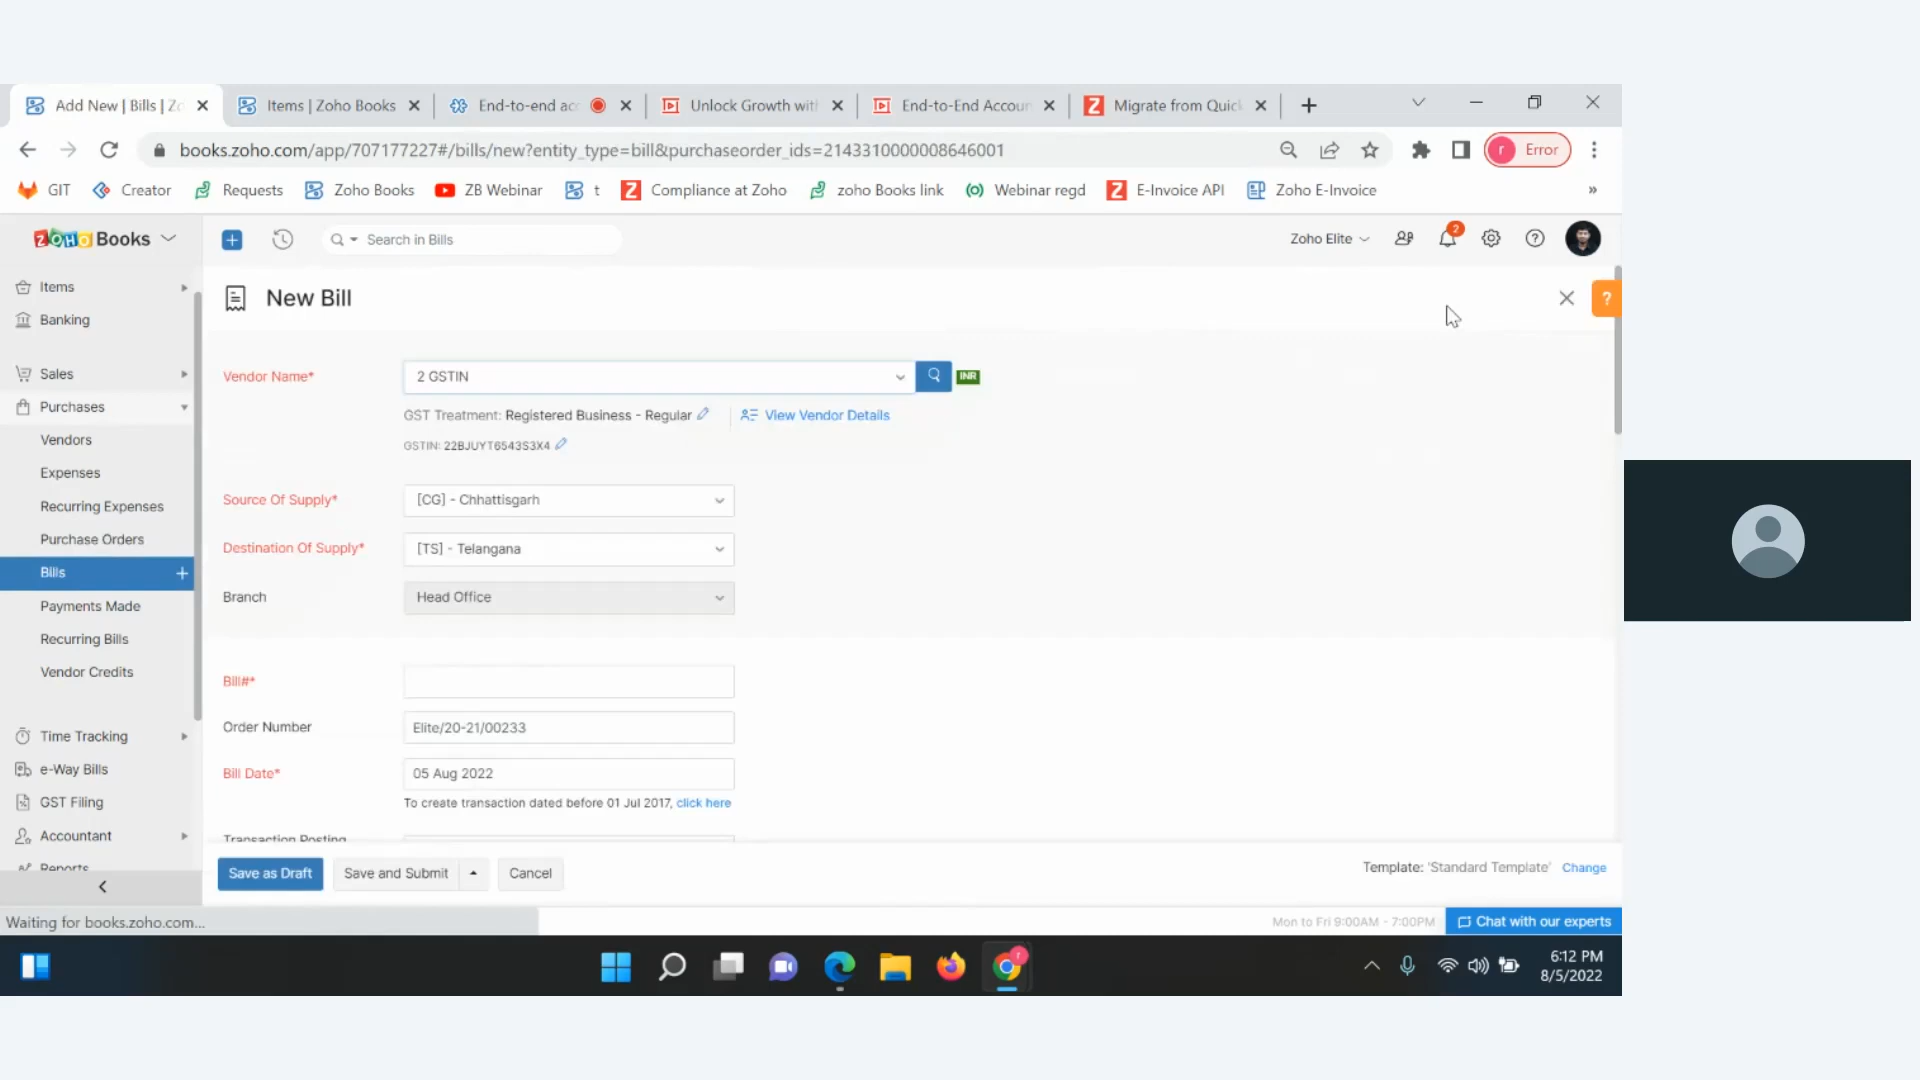 Add New | Bills | Zo
Items | Zoho Books
End-to-end acc
Unlock Growth with
End-to-End Accoun
Migrate from Quick
books.zoho.com/app/707177227#/bills/new?entity_type=bill&purchaseorder_ids=2143310000008646001
r Error
GIT
Creator
Requests
Zoho Books
ZB Webinar
t
Compliance at Zoho
zoho Books link
Webinar regd
E-Invoice API
Zoho E-Invoice
»
ZOHO Books
Search in Bills
Zoho Elite
2
Items
Banking
Sales
Purchases
Vendors
Expenses
Recurring Expenses
Purchase Orders
Bills +
Payments Made
Recurring Bills
Vendor Credits
Time Tracking
e-Way Bills
GST Filing
Accountant
Reports
New Bill
?
Vendor Name*
2 GSTIN
INR
GST Treatment: Registered Business - Regular
View Vendor Details
GSTIN: 22BJUYT6543S3X4
Source Of Supply*
[CG] - Chhattisgarh
Destination Of Supply*
[TS] - Telangana
Branch
Head Office
Bill#*
Order Number
Elite/20-21/00233
Bill Date*
05 Aug 2022
To create transaction dated before 01 Jul 2017, click here
Transaction Posting
Save as Draft
Save and Submit
Cancel
Template: 'Standard Template' Change
Waiting for books.zoho.com...
Mon to Fri 9:00AM - 7:00PM
Chat with our experts
6:12 PM
8/5/2022